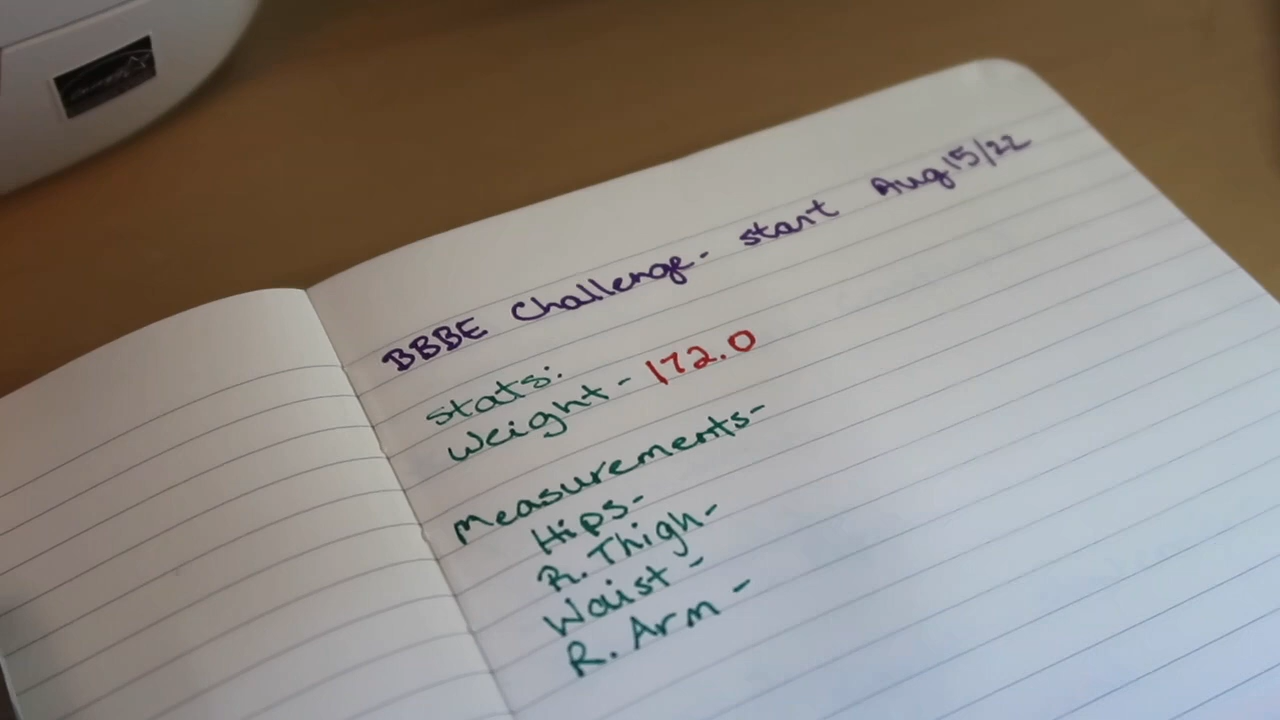 BBBE Challenge - start Aug 15/22
Stats:
Weight - 172.0
Measurements-
Hips-
R. Thigh-
Waist -
R. Arm -